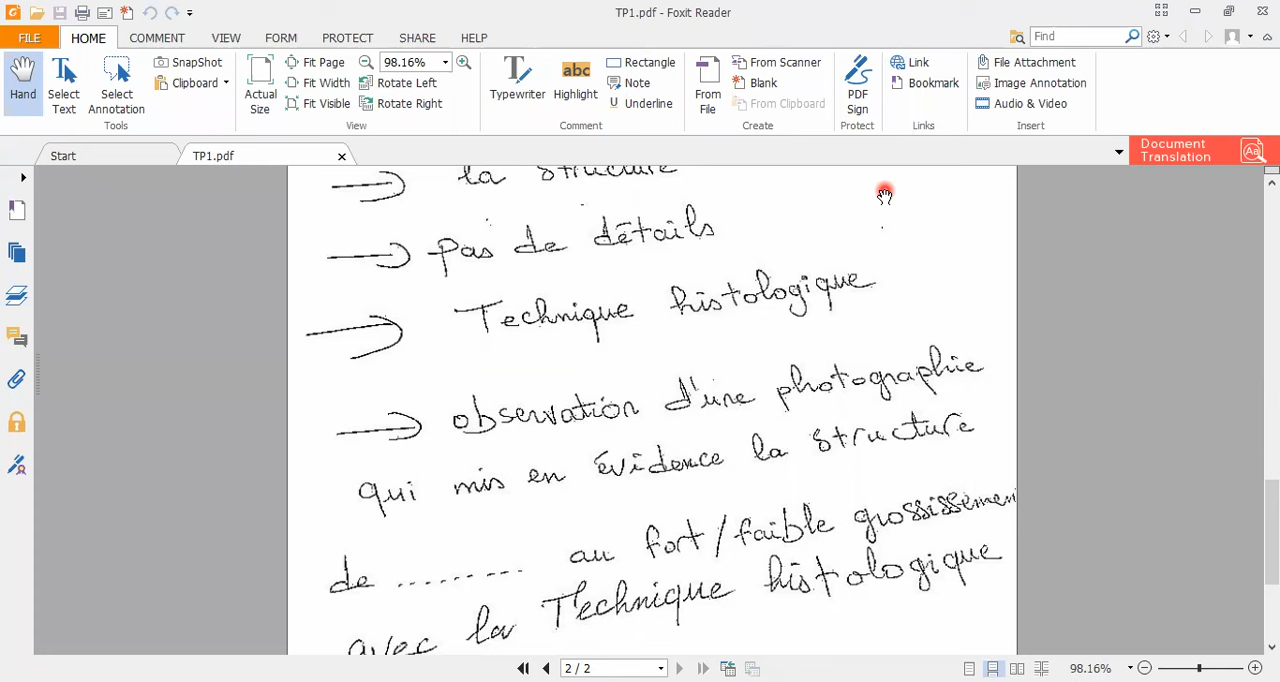 TP1.pdf - Foxit Reader
FILE HOME COMMENT VIEW FORM PROTECT SHARE HELP
Find
Hand
Select Text
Select Annotation
SnapShot
Clipboard
Tools
Actual Size
Fit Page
Fit Width
Fit Visible
98.16%
Rotate Left
Rotate Right
View
Typewriter
Highlight
Rectangle
Note
Underline
Comment
From File
From Scanner
Blank
From Clipboard
Create
PDF Sign
Protect
Link
Bookmark
Links
File Attachment
Image Annotation
Audio & Video
Insert
Start
TP1.pdf
Document Translation
la structure
pas de détails
Technique histologique
observation d'une photographie
qui mis en évidence la structure
de ......... au fort/faible grossissemen
avec la Technique histologique
2 / 2
98.16%